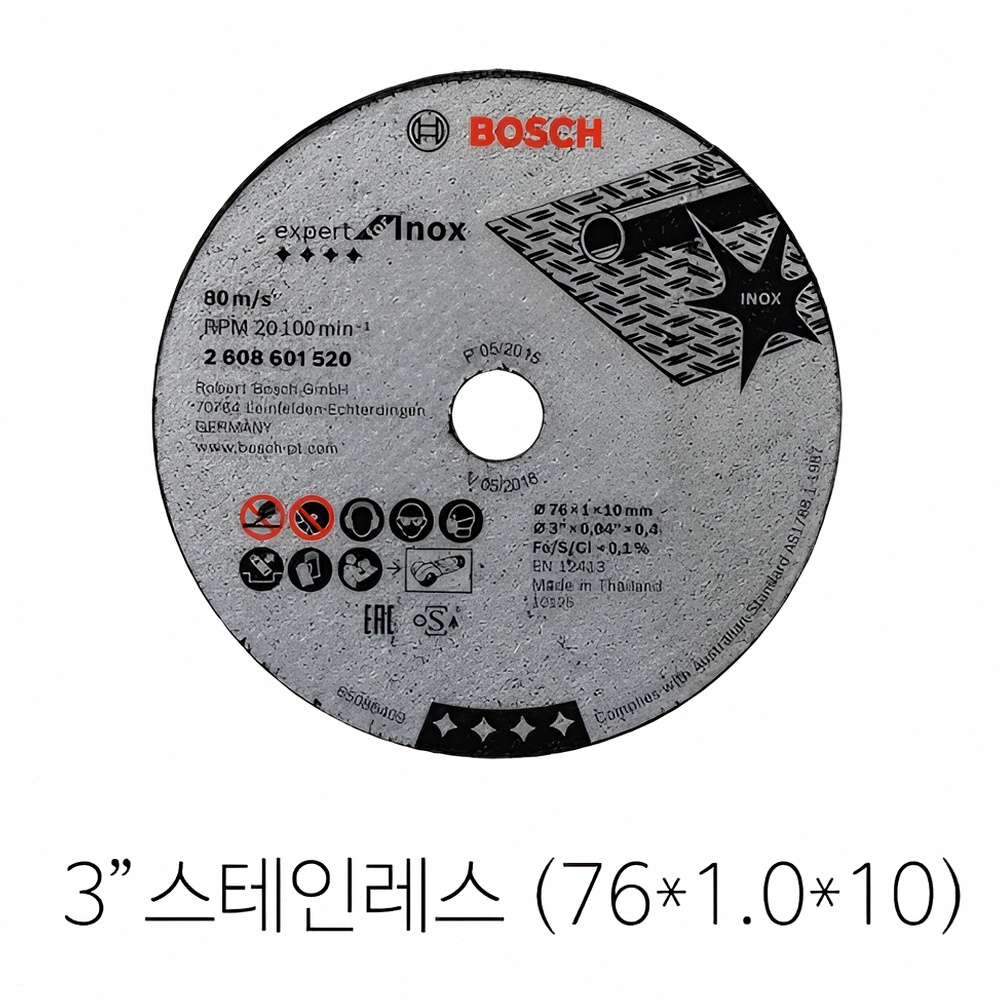 BOSCH
expert for Inox
80 m/s
RPM 20100 min⁻¹
2 608 601 520
Robert Bosch GmbH
70764 Leinfelden-Echterdingen
GERMANY
www.bosch-pt.com
INOX
P 05/2015
V 05/2018
Ø 76 x 1 x 10 mm
Ø 3" x 0,04" x 0,4
Fe/S/Cl < 0,1 %
EN 12413
Made in Thailand
EAC
oS
Complies with Australian Standard AS1788.1-1987
3” 스테인레스 (76*1.0*10)